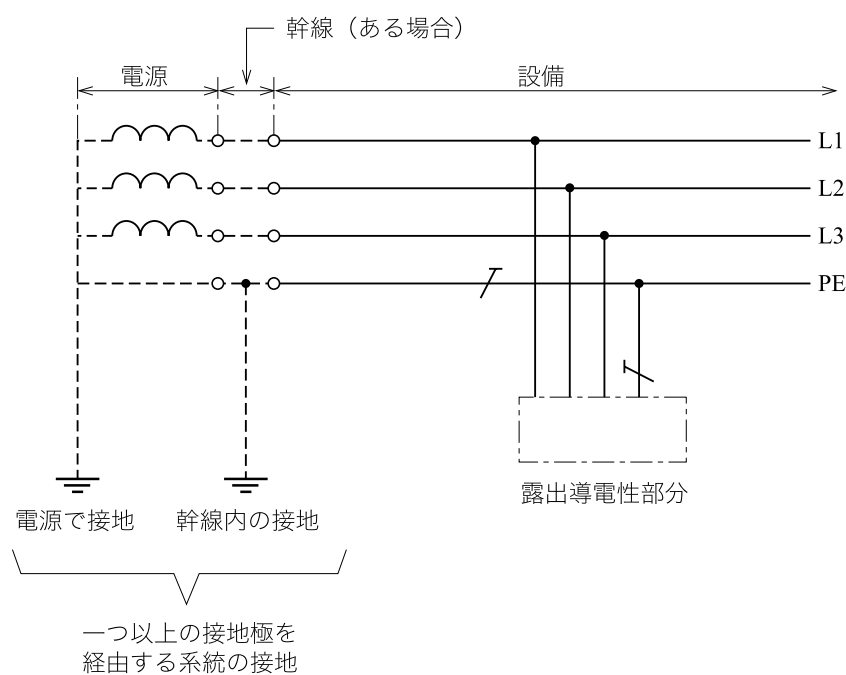 幹線（ある場合）
電源
設備
L1
L2
L3
PE
露出導電性部分
電源で接地
幹線内の接地
一つ以上の接地極を
経由する系統の接地